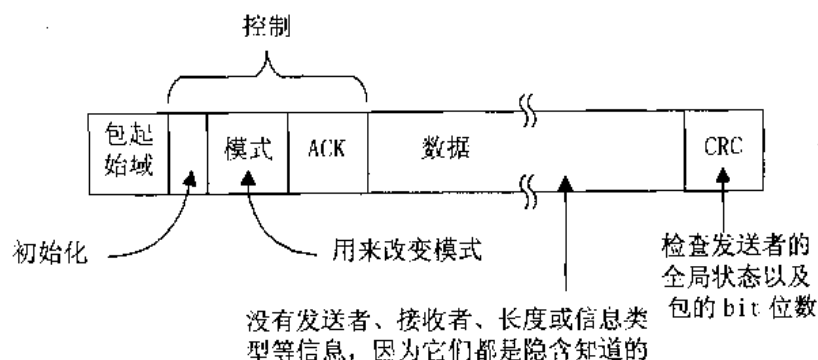 控制
包起
始域
模式
ACK
数据
CRC
初始化
用来改变模式
检查发送者的
全局状态以及
包的bit位数
没有发送者、接收者、长度或信息类
型等信息，因为它们都是隐含知道的